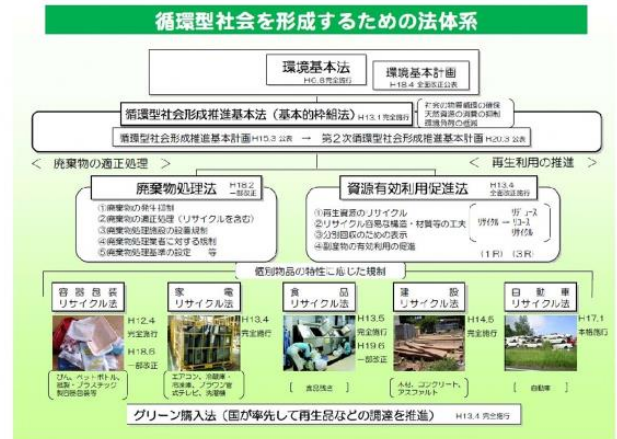 循環型社会を形成するための法体系
環境基本法
H6.8完全施行
環境基本計画
H18.4 全面改正公表
循環型社会形成推進基本法（基本的枠組法）H13.1完全施行
社会の物質循環の確保
天然資源の消費の抑制
環境負荷の低減
循環型社会形成推進基本計画H15.3 公表 → 第2次循環型社会形成推進基本計画H20.3 公表
＜ 廃棄物の適正処理 ＞
＜ 再生利用の推進 ＞
廃棄物処理法
H18.2
一部改正
①廃棄物の発生抑制
②廃棄物の適正処理（リサイクルを含む）
③廃棄物処理施設の設置規制
④廃棄物処理業者に対する規制
⑤廃棄物処理基準の設定 等
資源有効利用促進法
H13.4
全面改正施行
①再生資源のリサイクル
②リサイクル容易な構造・材質等の工夫
③分別回収のための表示
④副産物の有効利用の促進
リサイクル → リデュース
リユース
リサイクル
（1R）（3R）
個別物品の特性に応じた規制
容器包装
リサイクル法
H12.4
完全施行
H18.6
一部改正
びん、ペットボトル、
紙製・プラスチック
製容器包装等
家電
リサイクル法
H13.4
完全施行
エアコン、冷蔵庫・
冷凍庫、ブラウン管
式テレビ、洗濯機
食品
リサイクル法
H13.5
完全施行
H19.6
一部改正
食品残さ
建設
リサイクル法
H14.5
完全施行
木材、コンクリート、
アスファルト
自動車
リサイクル法
H17.1
本格施行
自動車
グリーン購入法（国が率先して再生品などの調達を推進）H13.4 完全施行